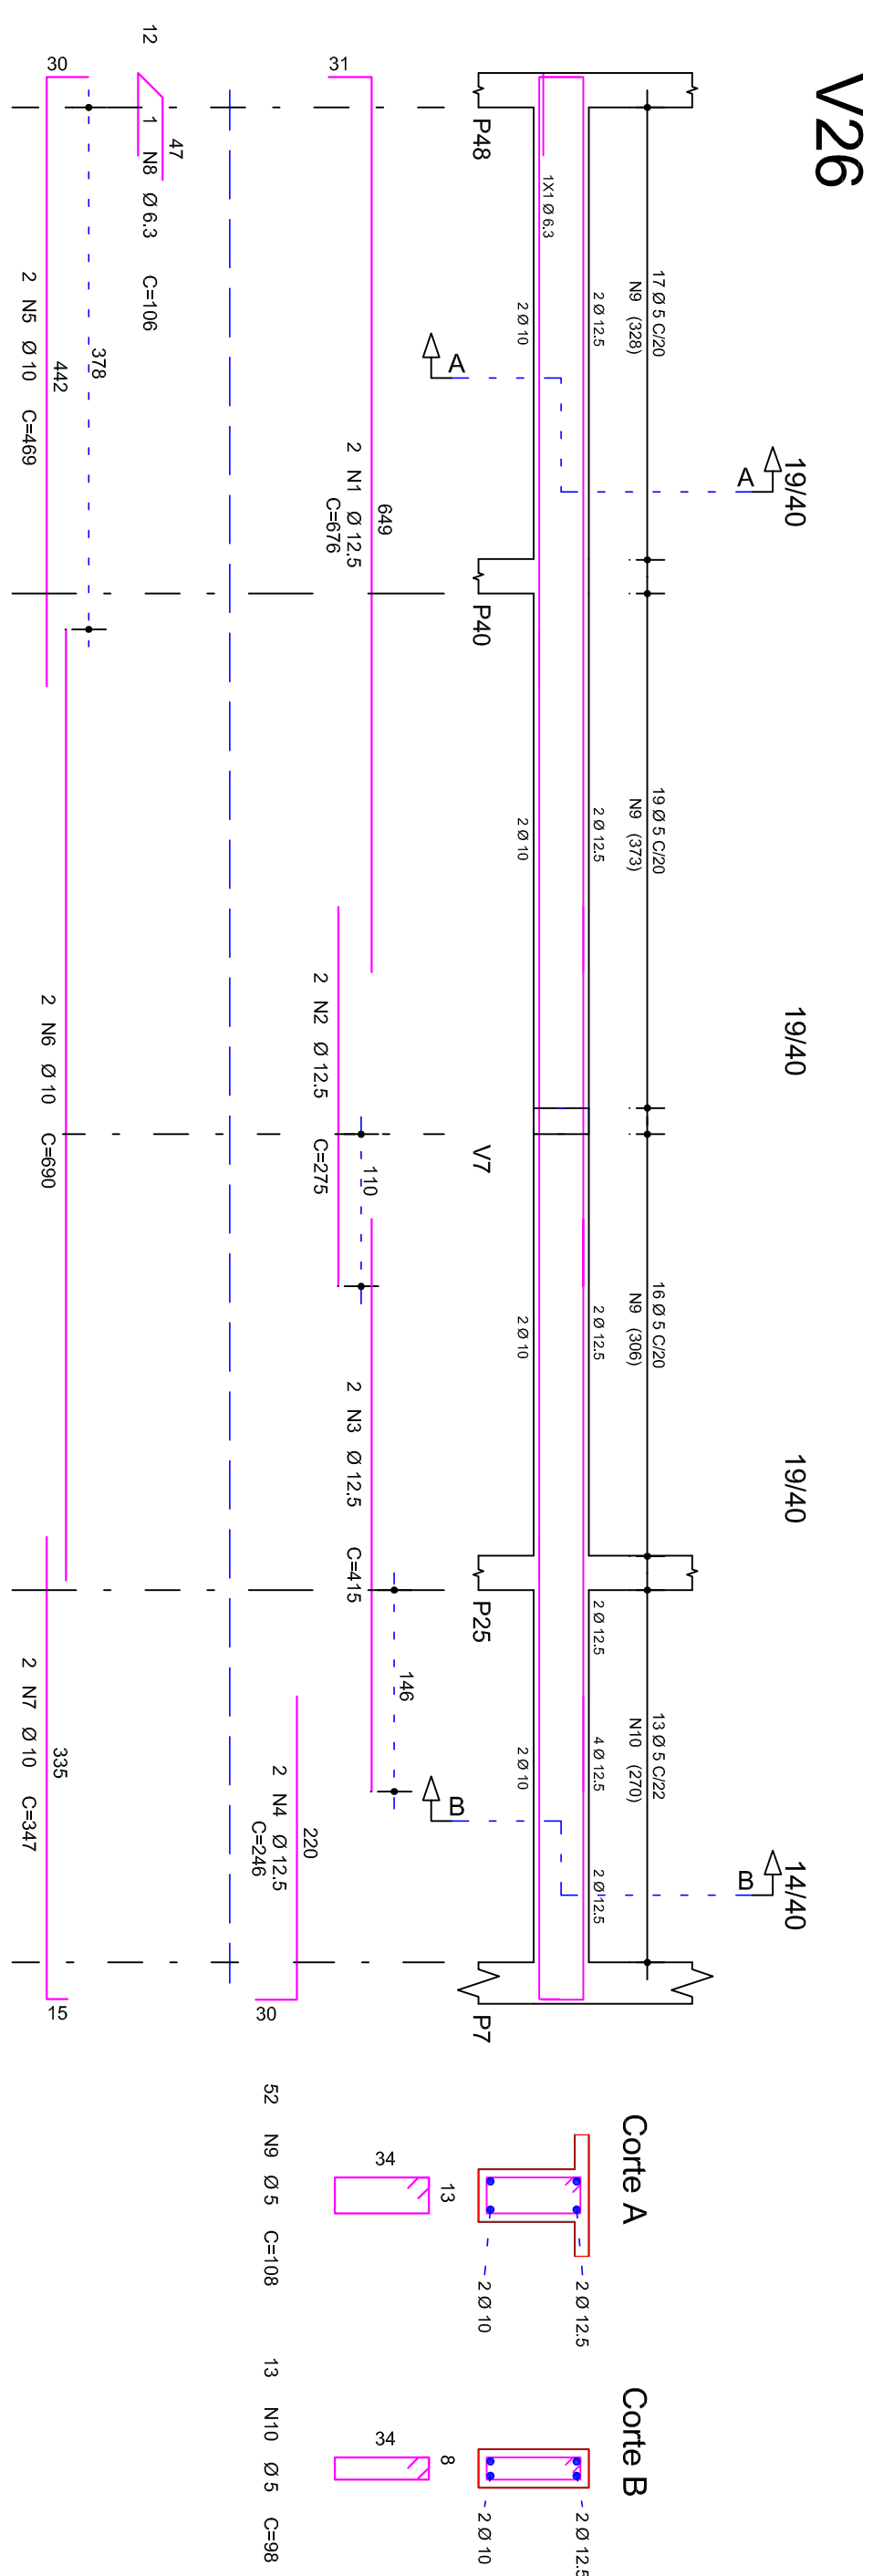 V26
19/40
19/40
19/40
14/40
A
A
B
B
17 Ø 5 C/20
N9 (328)
19 Ø 5 C/20
N9 (373)
16 Ø 5 C/20
N9 (306)
13 Ø 5 C/22
N10 (270)
2 Ø 12.5
2 Ø 12.5
2 Ø 12.5
2 Ø 12.5
4 Ø 12.5
2 Ø 12.5
1X1 Ø 6.3
2 Ø 10
2 Ø 10
2 Ø 10
2 Ø 10
P48
P40
V7
P25
P7
31
649
2 N1 Ø 12.5
C=676
2 N2 Ø 12.5 C=275
110
2 N3 Ø 12.5 C=415
146
220
2 N4 Ø 12.5
C=246
30
12
47
1 N8 Ø 6.3 C=106
30
378
442
2 N5 Ø 10 C=469
2 N6 Ø 10 C=690
335
2 N7 Ø 10 C=347
15
Corte A
2 Ø 12.5
2 Ø 10
34
13
52 N9 Ø 5 C=108
Corte B
2 Ø 12.5
2 Ø 10
34
8
13 N10 Ø 5 C=98